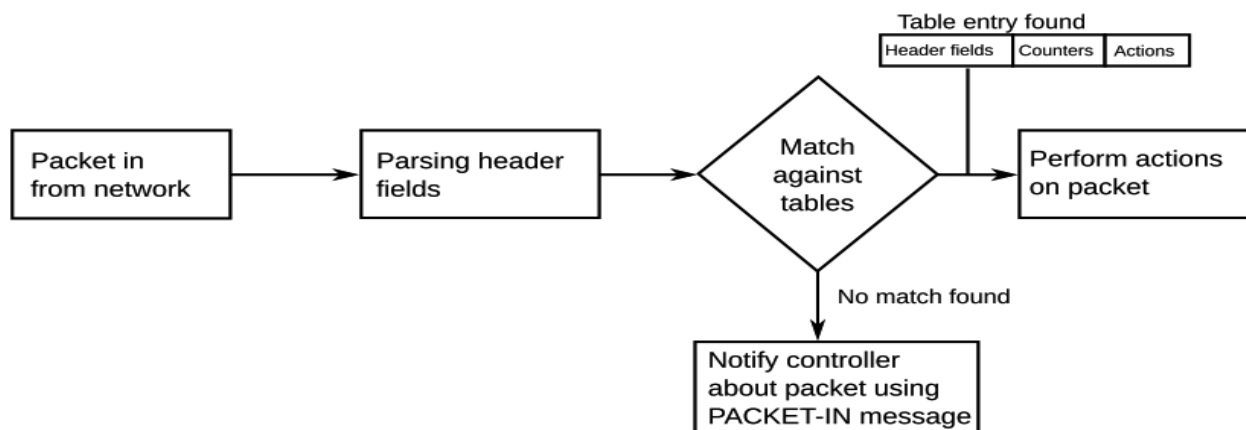 Table entry found
Header fields Counters Actions
Packet in
from network
Parsing header
fields
Match
against
tables
Perform actions
on packet
No match found
Notify controller
about packet using
PACKET-IN message